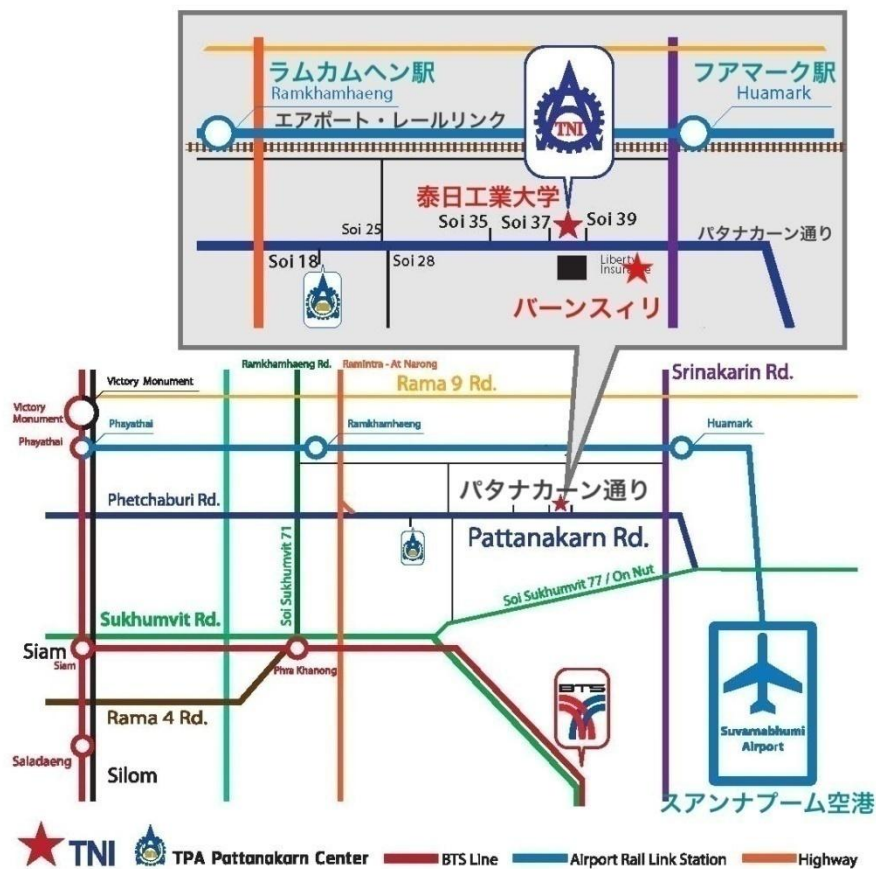 ラムカムヘン駅
Ramkhamhaeng
エアポート・レールリンク
TNI
フアマーク駅
Huamark
泰日工業大学
Soi 25
Soi 35
Soi 37
Soi 39
パタナカーン通り
Soi 18
Soi 28
Liberty
Insurance
バーンスィリ
Ramkhamhaeng Rd.
Ramintra - At Narong
Srinakarin Rd.
Victory Monument
Rama 9 Rd.
Victory
Monument
Phayathai
Phayathai
Ramkhamhaeng
Huamark
パタナカーン通り
Phetchaburi Rd.
Pattanakarn Rd.
Soi Sukhumvit 71
Soi Sukhumvit 77 / On Nut
Sukhumvit Rd.
Siam
Siam
Phra Khanong
BTS
Rama 4 Rd.
Suvarnabhumi
Airport
Saladaeng
Silom
スアンナプーム空港
TNI
TPA Pattanakarn Center
BTS Line
Airport Rail Link Station
Highway